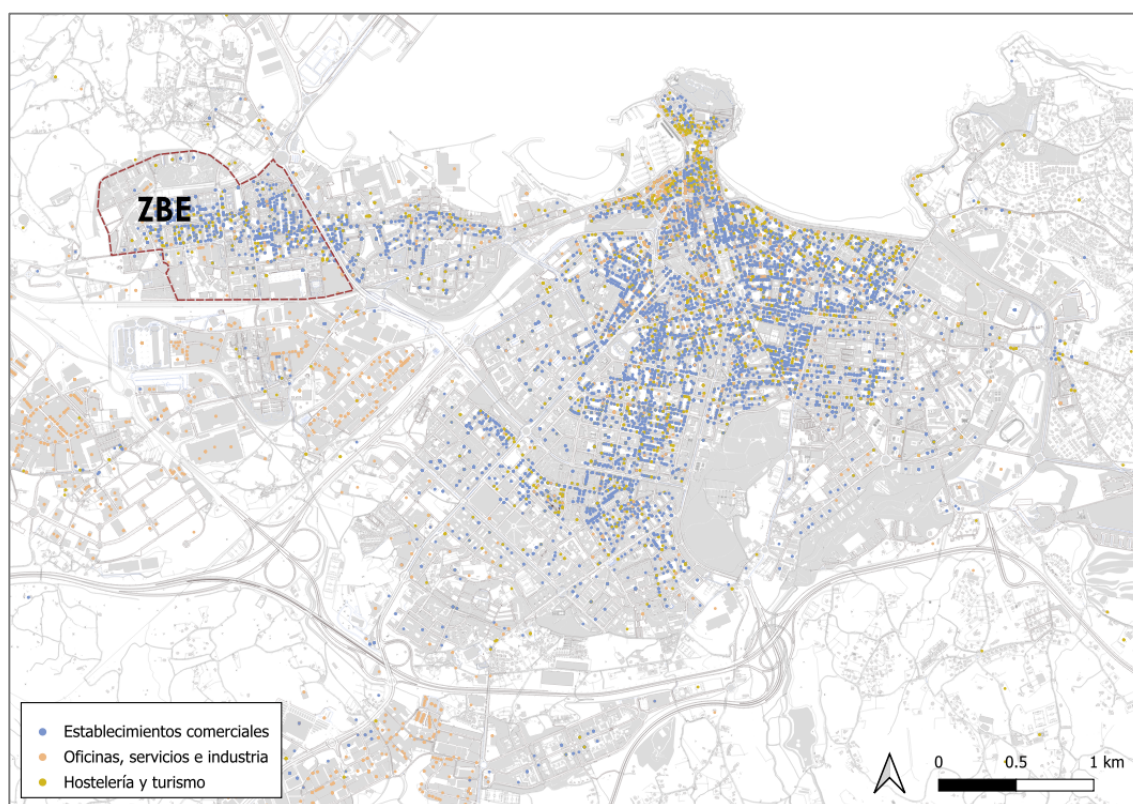 ZBE
Establecimientos comerciales
Oficinas, servicios e industria
Hostelería y turismo
0 0.5 1 km